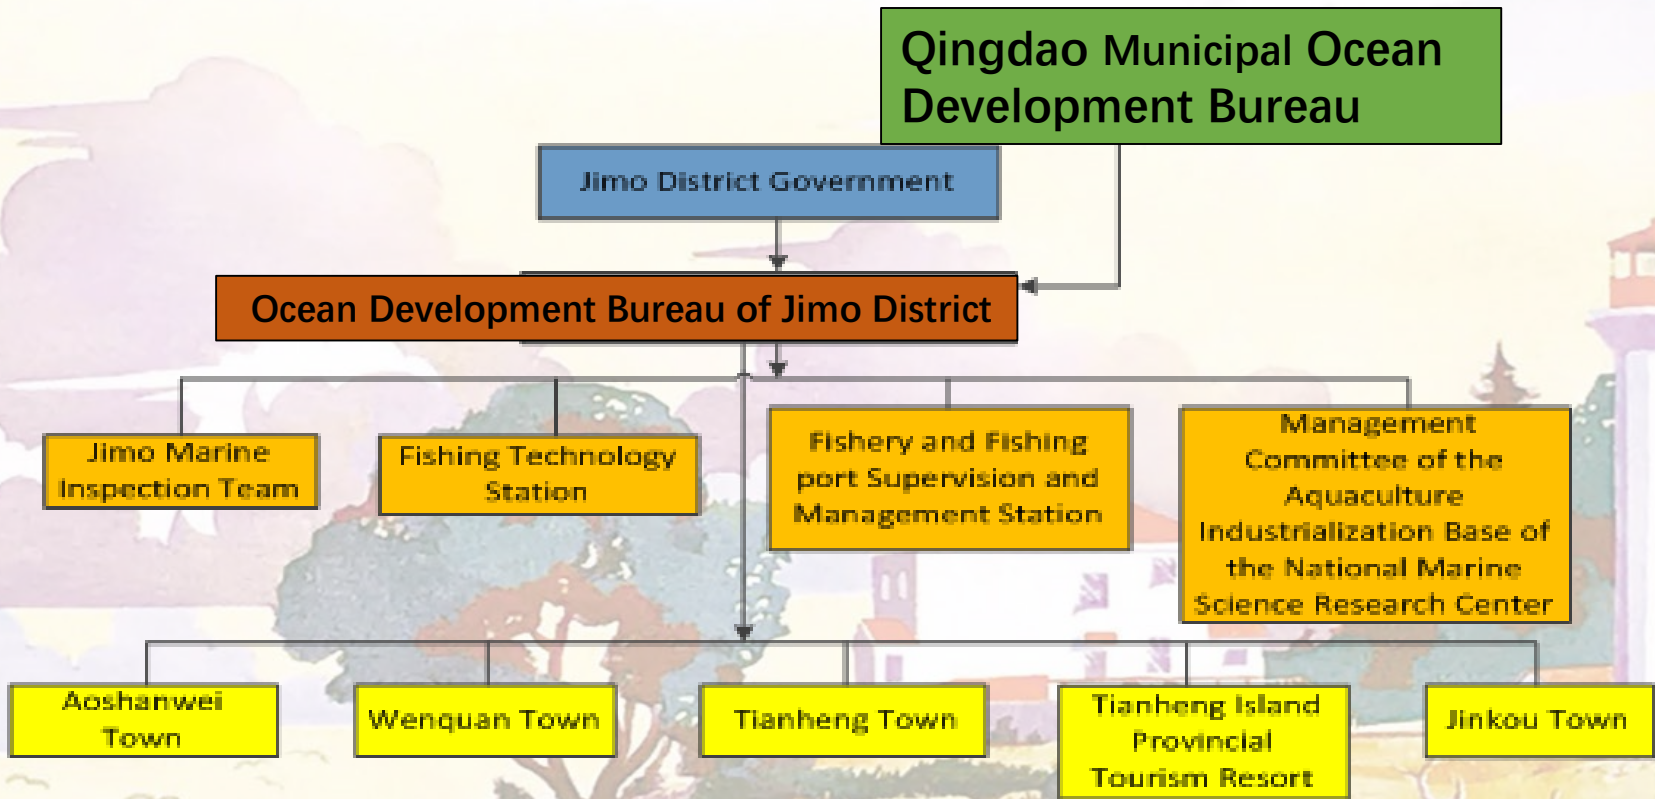 Qingdao Municipal Ocean
Development Bureau
Jimo District Government
Ocean Development Bureau of Jimo District
Jimo Marine
Inspection Team
Fishing Technology
Station
Fishery and Fishing
port Supervision and
Management Station
Management
Committee of the
Aquaculture
Industrialization Base of
the National Marine
Science Research Center
Aoshanwei
Town
Wenquan Town
Tianheng Town
Tianheng Island
Provincial
Tourism Resort
Jinkou Town